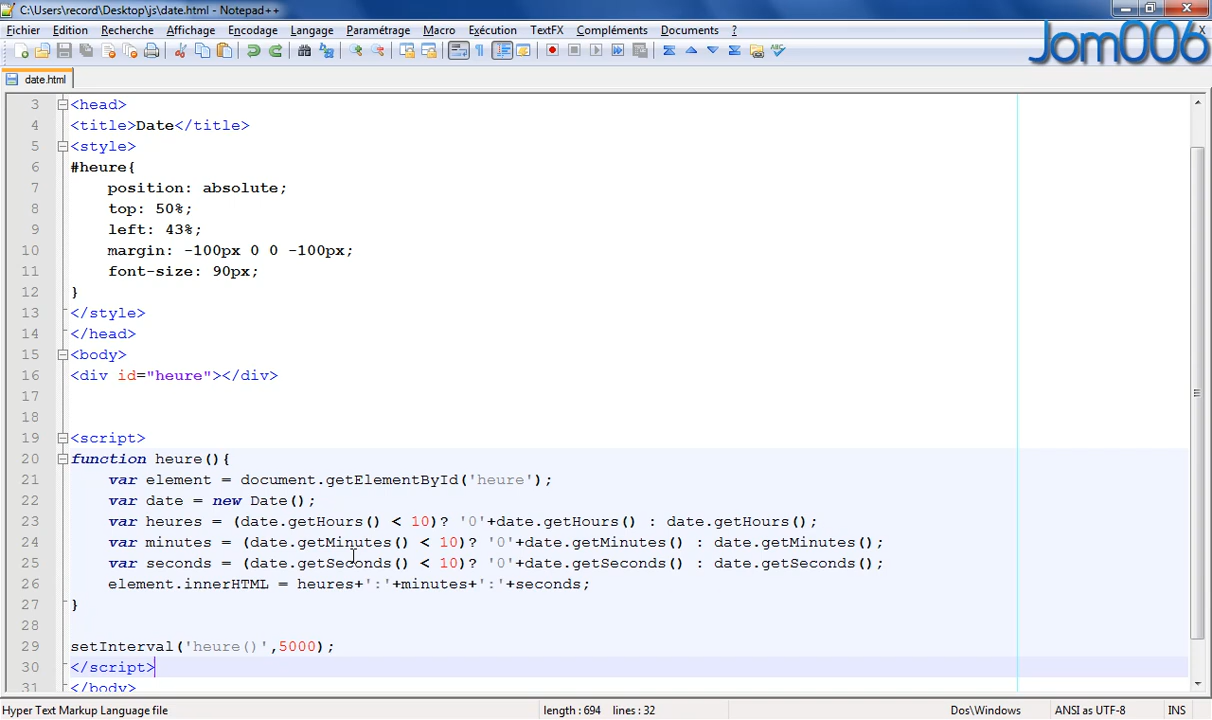 C:\Users\record\Desktop\js\date.html - Notepad++
Fichier Edition Recherche Affichage Encodage Langage Paramétrage Macro Exécution TextFX Compléments Documents ?
Jom006
date.html
3 <head>
4 <title>Date</title>
5 <style>
6 #heure{
7 position: absolute;
8 top: 50%;
9 left: 43%;
10 margin: -100px 0 0 -100px;
11 font-size: 90px;
12 }
13 </style>
14 </head>
15 <body>
16 <div id="heure"></div>
17
18
19 <script>
20 function heure(){
21 var element = document.getElementById('heure');
22 var date = new Date();
23 var heures = (date.getHours() < 10)? '0'+date.getHours() : date.getHours();
24 var minutes = (date.getMinutes() < 10)? '0'+date.getMinutes() : date.getMinutes();
25 var seconds = (date.getSeconds() < 10)? '0'+date.getSeconds() : date.getSeconds();
26 element.innerHTML = heures+':'+minutes+':'+seconds;
27 }
28
29 setInterval('heure()',5000);
30 </script>
31 </body>
Hyper Text Markup Language file length : 694 lines : 32 Dos\Windows ANSI as UTF-8 INS